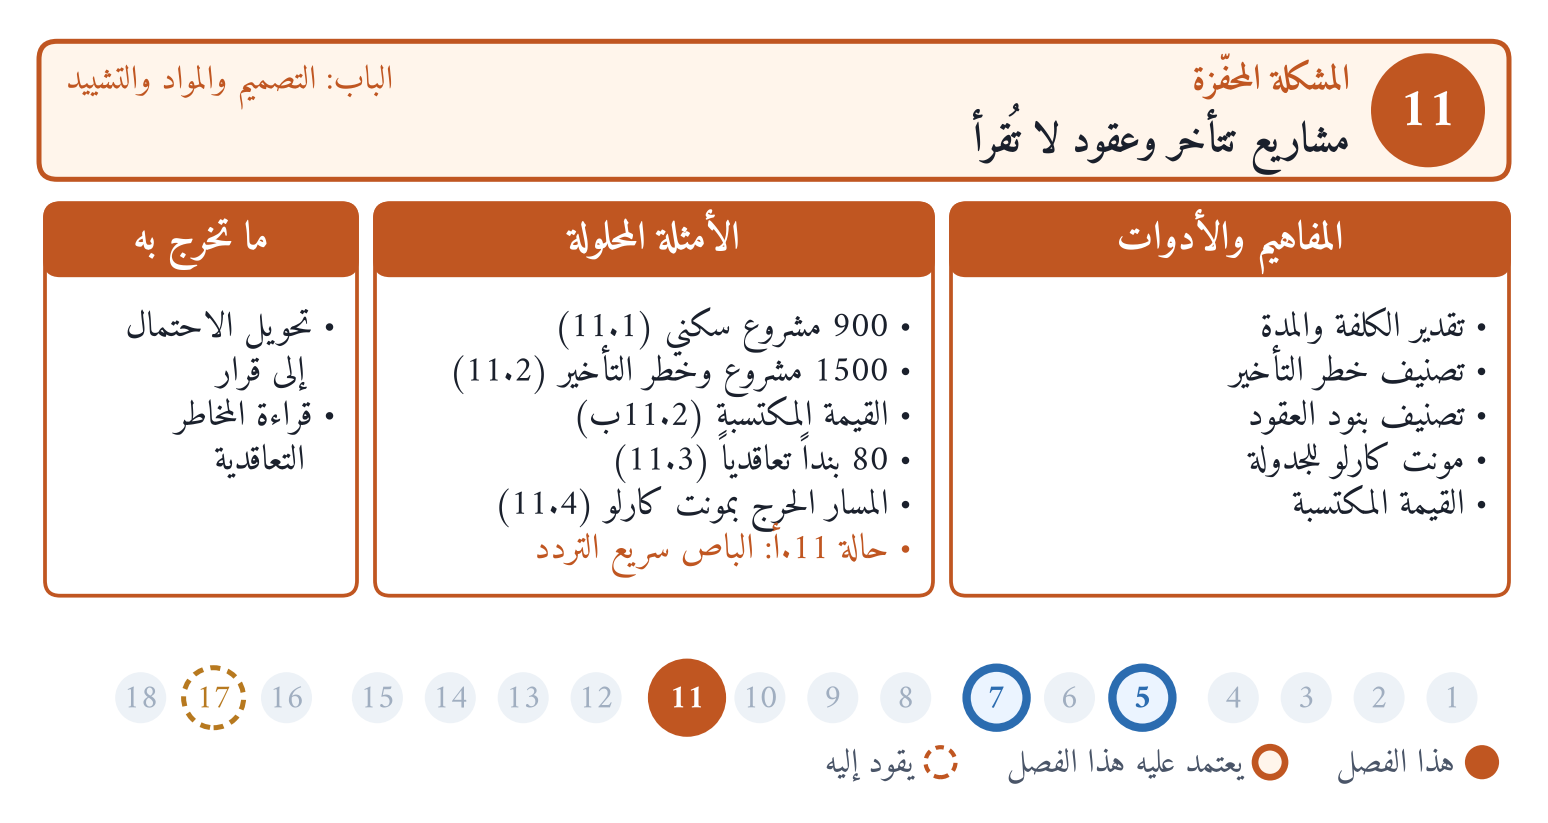 11
المشكلة المحفّزة
مشاريع تتأخر وعقود لا تُقرأ
الباب: التصميم والمواد والتشييد
المفاهيم والأدوات
• تقدير الكلفة والمدة
• تصنيف خطر التأخير
• تصنيف بنود العقود
• مونت كارلو للجدولة
• القيمة المكتسبة
الأمثلة المحلولة
• 900 مشروع سكني (11.1)
• 1500 مشروع وخطر التأخير (11.2)
• القيمة المكتسبة (11.2ب)
• 80 بنداً تعاقدياً (11.3)
• المسار الحرج بمونت كارلو (11.4)
• حالة 11.أ: الباص سريع التردد
ما تخرج به
• تحويل الاحتمال
إلى قرار
• قراءة المخاطر
التعاقدية
1 2 3 4 5 6 7 8 9 10 11 12 13 14 15 16 17 18
هذا الفصل
يعتمد عليه هذا الفصل
يقود إليه